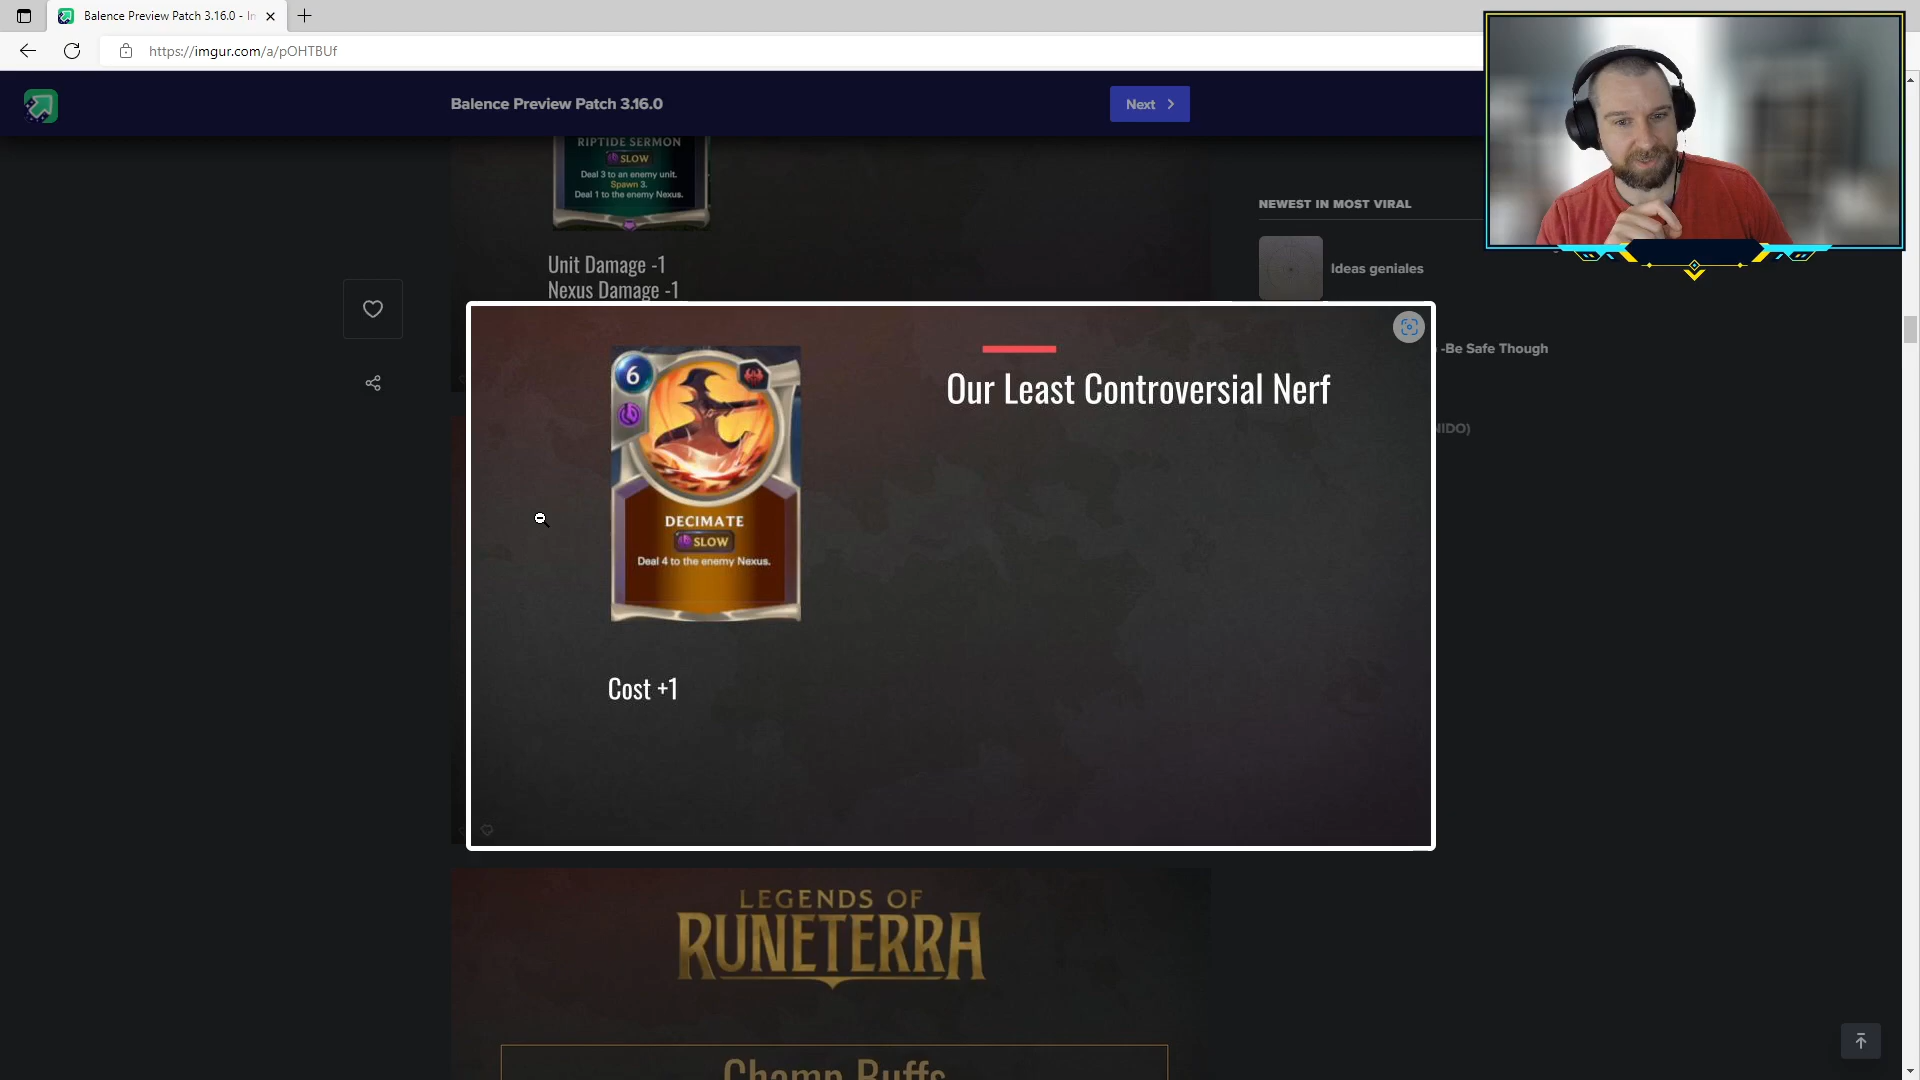 Balence Preview Patch 3.16.0 - In
https://imgur.com/a/pOHTBUf
Balence Preview Patch 3.16.0
Next
RIPTIDE SERMON
SLOW
Deal 3 to an enemy unit.
Spawn 3.
Deal 1 to the enemy Nexus.
Unit Damage -1
Nexus Damage -1
NEWEST IN MOST VIRAL
Ideas geniales
-Be Safe Though
NIDO)
Our Least Controversial Nerf
6
DECIMATE
SLOW
Deal 4 to the enemy Nexus.
Cost +1
LEGENDS OF
RUNETERRA
Champ Buffs